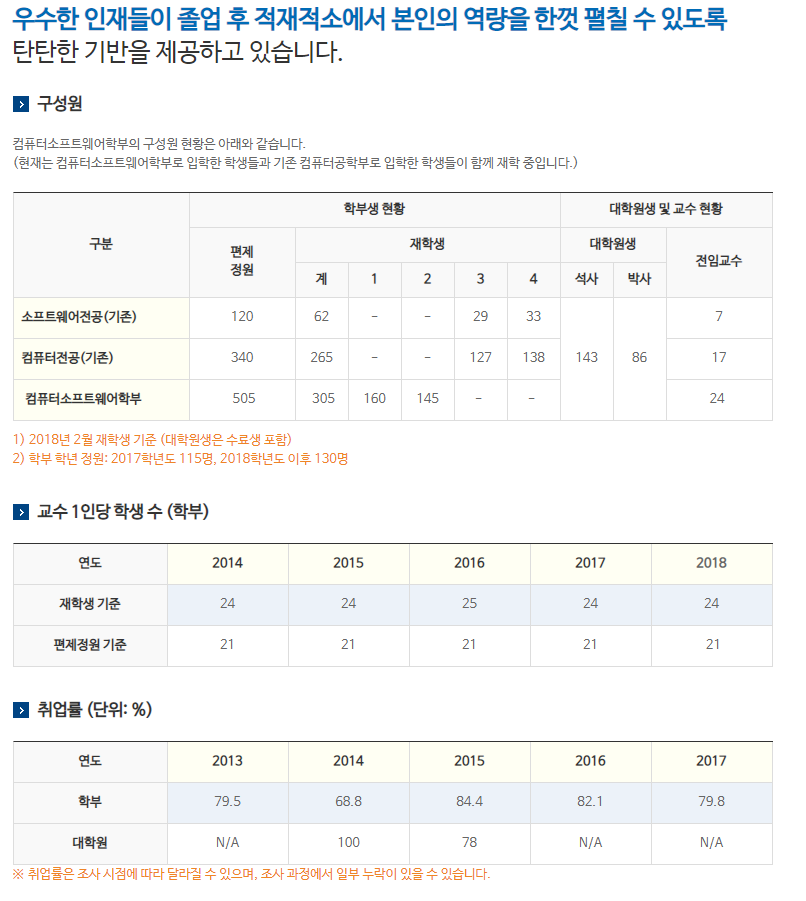 우수한 인재들이 졸업 후 적재적소에서 본인의 역량을 한껏 펼칠 수 있도록
탄탄한 기반을 제공하고 있습니다.
구성원
컴퓨터소프트웨어학부의 구성원 현황은 아래와 같습니다.
(현재는 컴퓨터소프트웨어학부로 입학한 학생들과 기존 컴퓨터공학부로 입학한 학생들이 함께 재학 중입니다.)
구분 학부생 현황 대학원생 및 교수 현황
편제 정원 재학생 대학원생 전임교수
계 1 2 3 4 석사 박사
소프트웨어전공(기존) 120 62 - - 29 33 7
컴퓨터전공(기존) 340 265 - - 127 138 143 86 17
컴퓨터소프트웨어학부 505 305 160 145 - - 24
1) 2018년 2월 재학생 기준 (대학원생은 수료생 포함)
2) 학부 학년 정원: 2017학년도 115명, 2018학년도 이후 130명
교수 1인당 학생 수 (학부)
연도 2014 2015 2016 2017 2018
재학생 기준 24 24 25 24 24
편제정원 기준 21 21 21 21 21
취업률 (단위: %)
연도 2013 2014 2015 2016 2017
학부 79.5 68.8 84.4 82.1 79.8
대학원 N/A 100 78 N/A N/A
※ 취업률은 조사 시점에 따라 달라질 수 있으며, 조사 과정에서 일부 누락이 있을 수 있습니다.